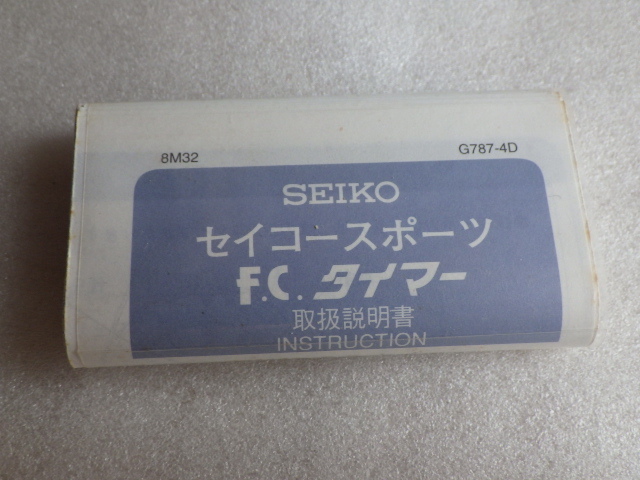 8M32 G787-4D
SEIKO
セイコースポーツ
F.C. タイマー
取扱説明書
INSTRUCTION